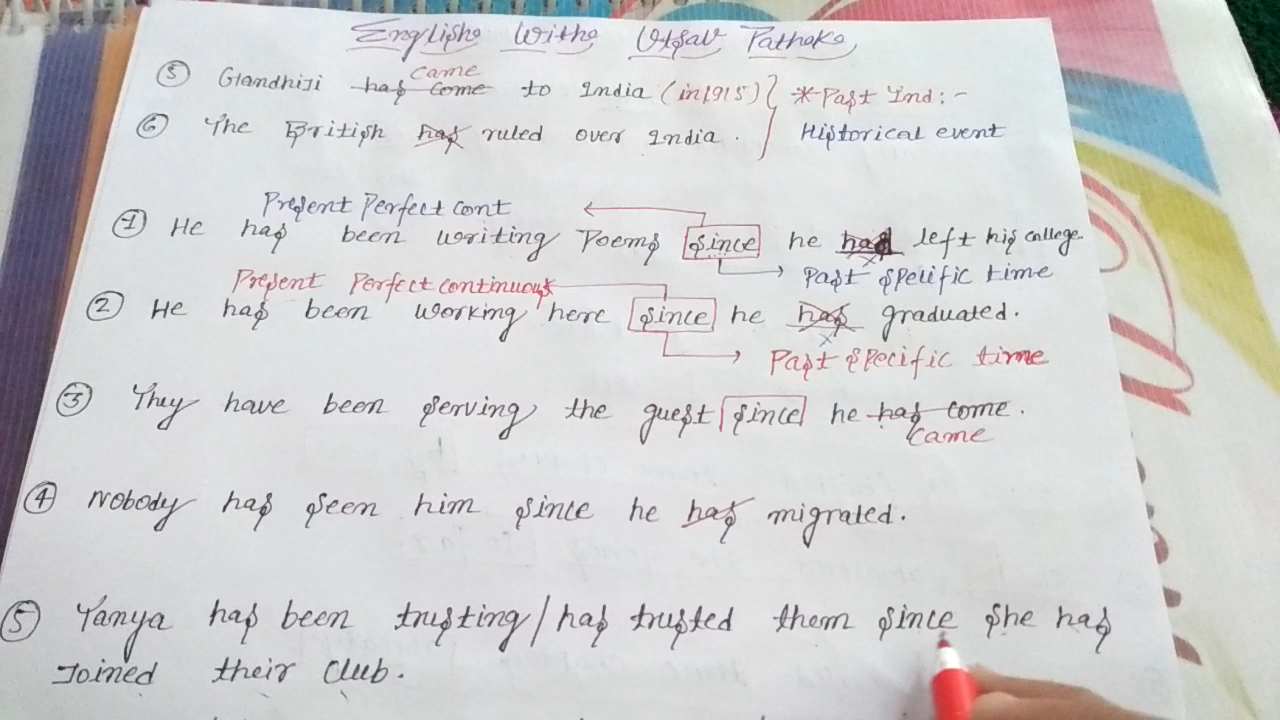 English With Utsav Pathak
⑤ Gandhiji has come came to India (in 1915) *Past Ind:-
⑥ The British has ruled over India. Historical event
Present Perfect cont
① He has been writing Poems since he had left his college.
Past specific time
Present Perfect continuous
② He has been working here since he has graduated.
Past specific time
③ They have been serving the guest since he has come.
came
④ Nobody has seen him since he has migrated.
⑤ Tanya has been trusting/has trusted them since she has
Joined their club.